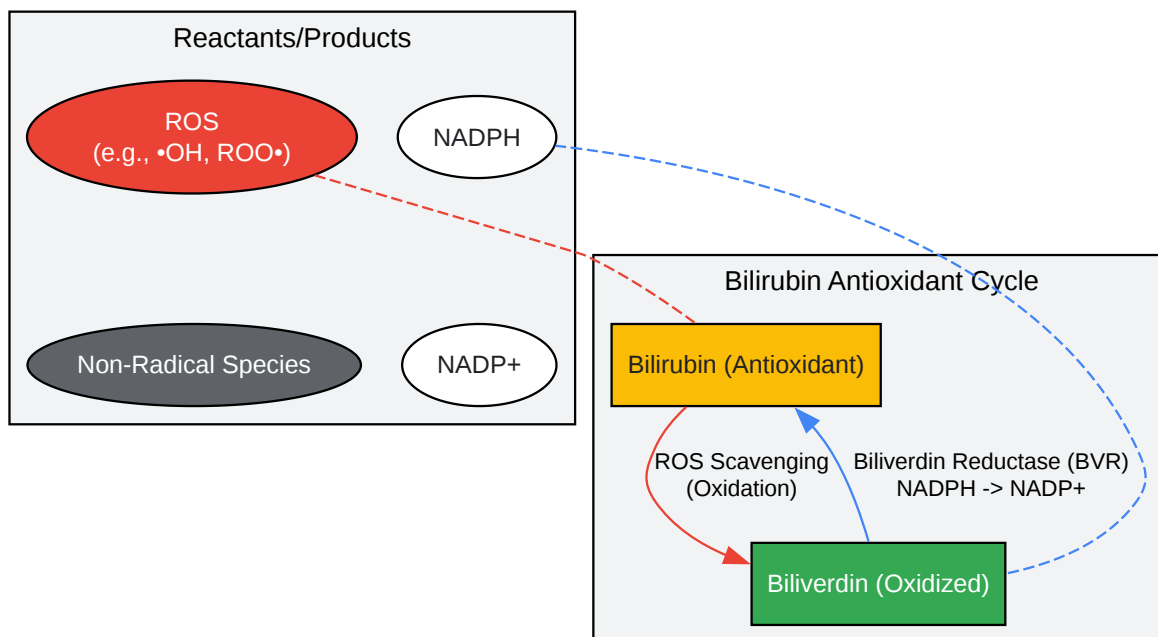 Reactants/Products
ROS
(e.g., •OH, ROO•)
NADPH
Non-Radical Species
NADP+
Bilirubin Antioxidant Cycle
Bilirubin (Antioxidant)
ROS Scavenging
(Oxidation)
Biliverdin Reductase (BVR)
NADPH -> NADP+
Biliverdin (Oxidized)